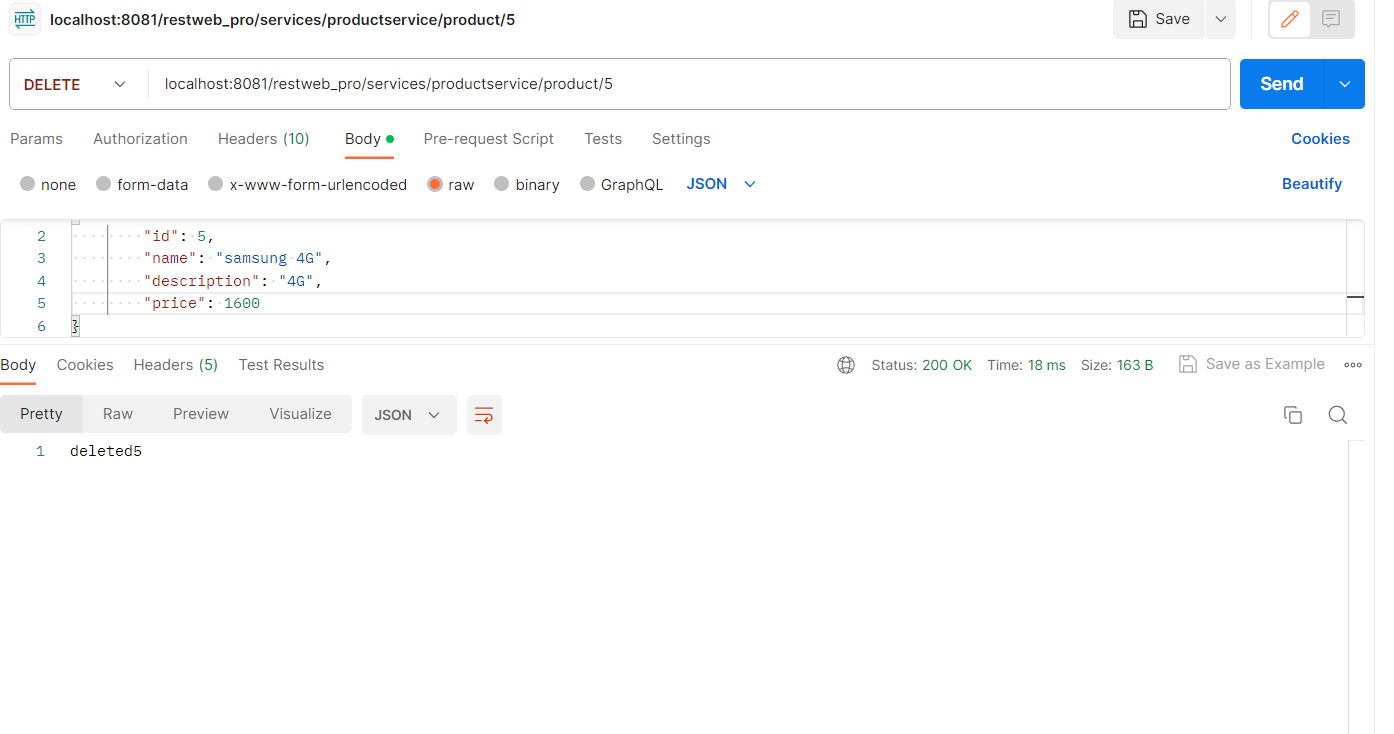 HTTP localhost:8081/restweb_pro/services/productservice/product/5 Save
DELETE localhost:8081/restweb_pro/services/productservice/product/5 Send
Params Authorization Headers (10) Body Pre-request Script Tests Settings Cookies
none form-data x-www-form-urlencoded raw binary GraphQL JSON Beautify
2 "id": 5,
3 "name": "samsung 4G",
4 "description": "4G",
5 "price": 1600
6 }
Body Cookies Headers (5) Test Results Status: 200 OK Time: 18 ms Size: 163 B Save as Example
Pretty Raw Preview Visualize JSON
1 deleted5